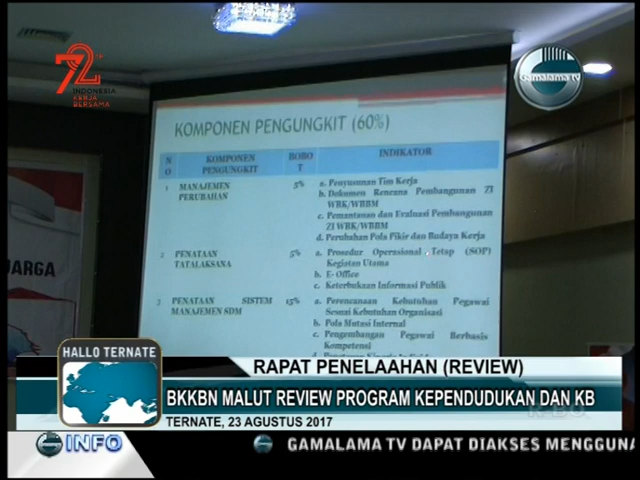 72
INDONESIA
KERJA
BERSAMA
Gamalama tv
KOMPONEN PENGUNGKIT (60%)
N
O
KOMPONEN
PENGUNGKIT
BOBO
T
INDIKATOR
1
MANAJEMEN
PERUBAHAN
5%
a. Penyusunan Tim Kerja
b. Dokumen Rencana Pembangunan ZI
WBK/WBBM
c. Pemantauan dan Evaluasi Pembangunan
ZI WBK/WBBM
d. Perubahan Pola Pikir dan Budaya Kerja
2
PENATAAN
TATALAKSANA
5%
a. Prosedur Operasional Tetap (SOP)
Kegiatan Utama
b. E-Office
c. Keterbukaan Informasi Publik
3
PENATAAN SISTEM
MANAJEMEN SDM
15%
a. Perencanaan Kebutuhan Pegawai
Sesuai Kebutuhan Organisasi
b. Pola Mutasi Internal
c. Pengembangan Pegawai Berbasis
Kompetensi
UARGA
HALLO TERNATE
RAPAT PENELAAHAN (REVIEW)
BKKBN MALUT REVIEW PROGRAM KEPENDUDUKAN DAN KB
TERNATE, 23 AGUSTUS 2017
INFO
GAMALAMA TV DAPAT DIAKSES MENGGUNA